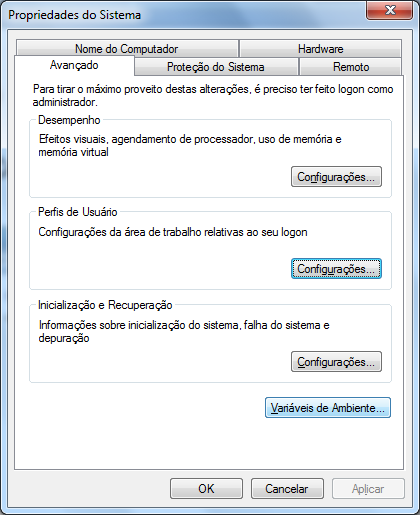 Propriedades do Sistema
Nome do Computador
Hardware
Avançado
Proteção do Sistema
Remoto
Para tirar o máximo proveito destas alterações, é preciso ter feito logon como
administrador.
Desempenho
Efeitos visuais, agendamento de processador, uso de memória e
memória virtual
Configurações...
Perfis de Usuário
Configurações da área de trabalho relativas ao seu logon
Configurações...
Inicialização e Recuperação
Informações sobre inicialização do sistema, falha do sistema e
depuração
Configurações...
Variáveis de Ambiente...
OK
Cancelar
Aplicar